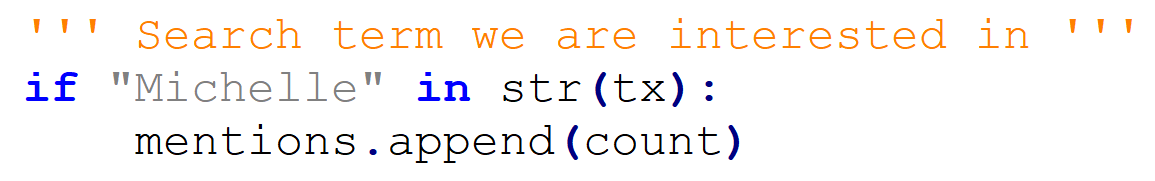 ''' Search term we are interested in '''
if "Michelle" in str(tx):
    mentions.append(count)